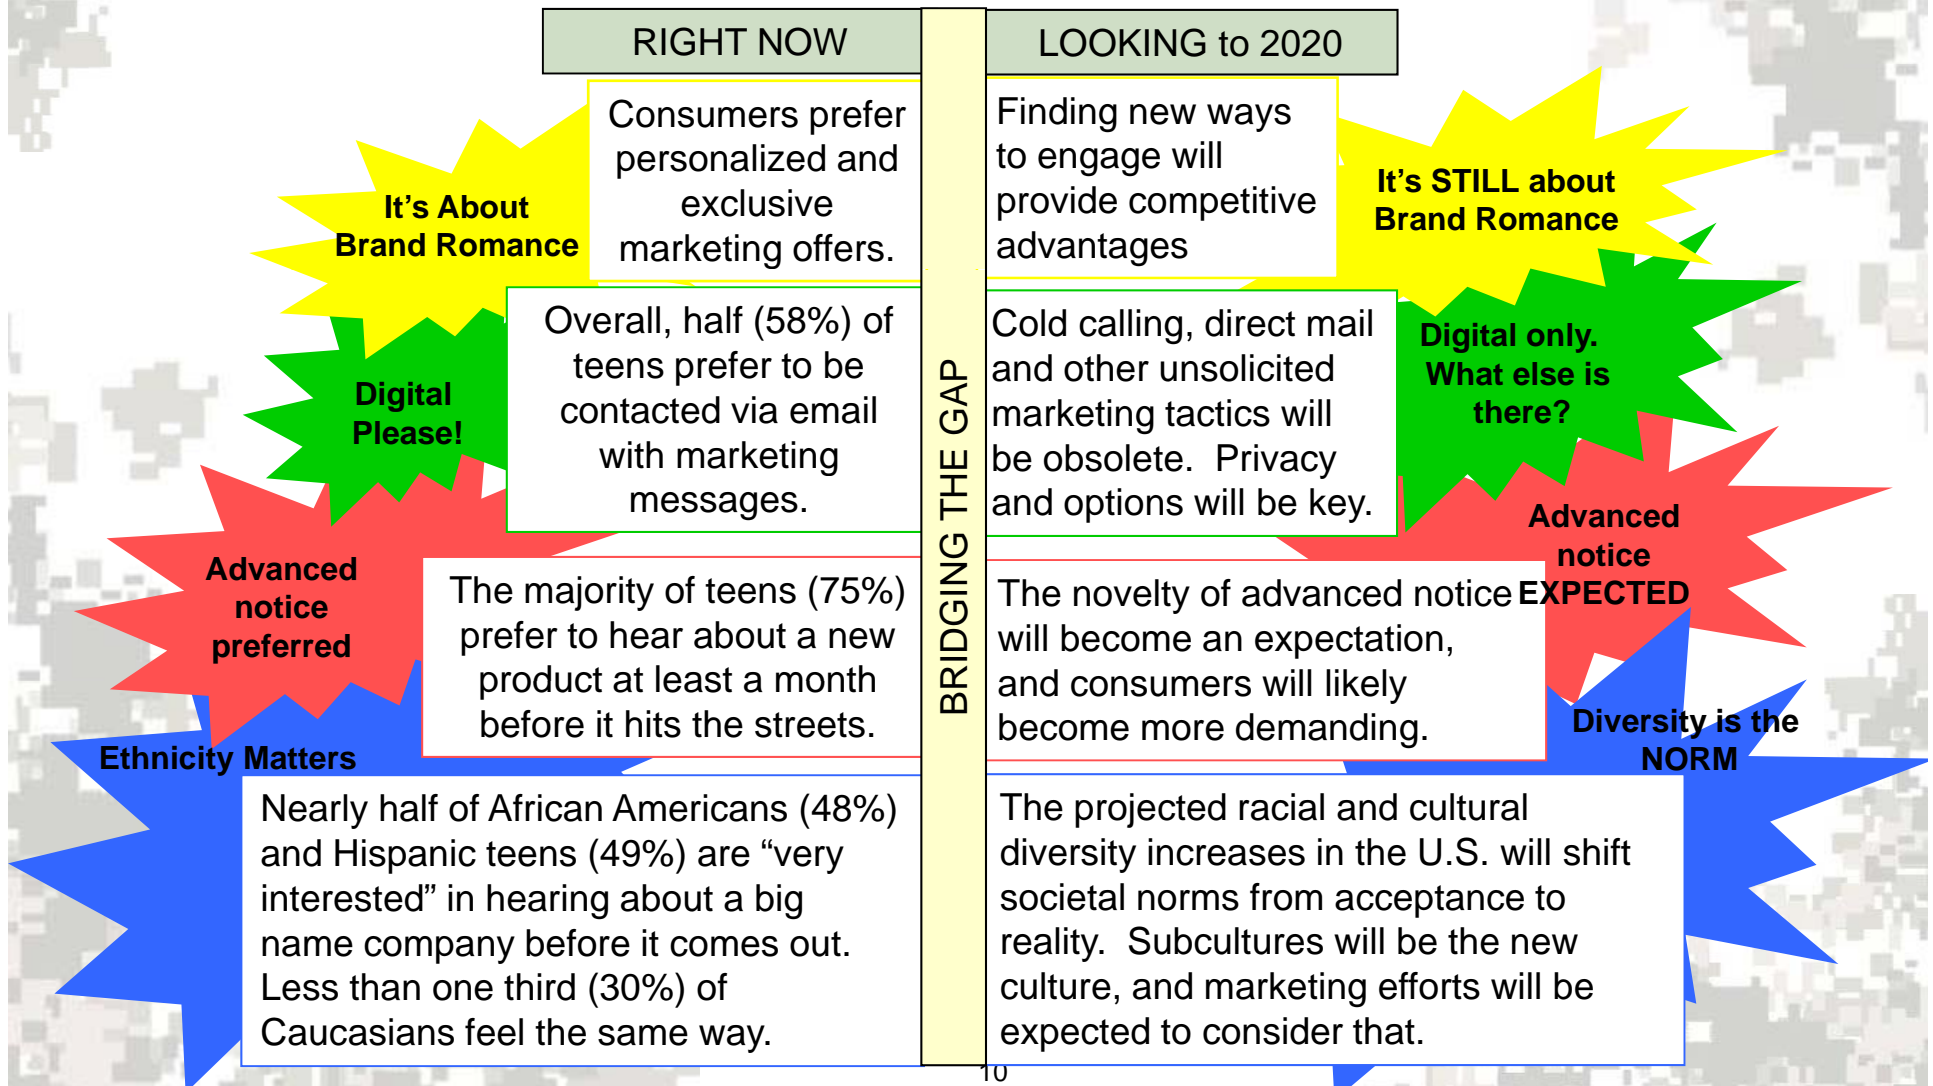 RIGHT NOW
LOOKING to 2020
BRIDGING THE GAP
It's About
Brand Romance
Consumers prefer
personalized and
exclusive
marketing offers.
Finding new ways
to engage will
provide competitive
advantages
It's STILL about
Brand Romance
Digital
Please!
Overall, half (58%) of
teens prefer to be
contacted via email
with marketing
messages.
Cold calling, direct mail
and other unsolicited
marketing tactics will
be obsolete.  Privacy
and options will be key.
Digital only.
What else is
there?
Advanced
notice
preferred
The majority of teens (75%)
prefer to hear about a new
product at least a month
before it hits the streets.
The novelty of advanced notice
will become an expectation,
and consumers will likely
become more demanding.
Advanced
notice
EXPECTED
Ethnicity Matters
Nearly half of African Americans (48%)
and Hispanic teens (49%) are “very
interested” in hearing about a big
name company before it comes out.
Less than one third (30%) of
Caucasians feel the same way.
The projected racial and cultural
diversity increases in the U.S. will shift
societal norms from acceptance to
reality.  Subcultures will be the new
culture, and marketing efforts will be
expected to consider that.
Diversity is the
NORM
10